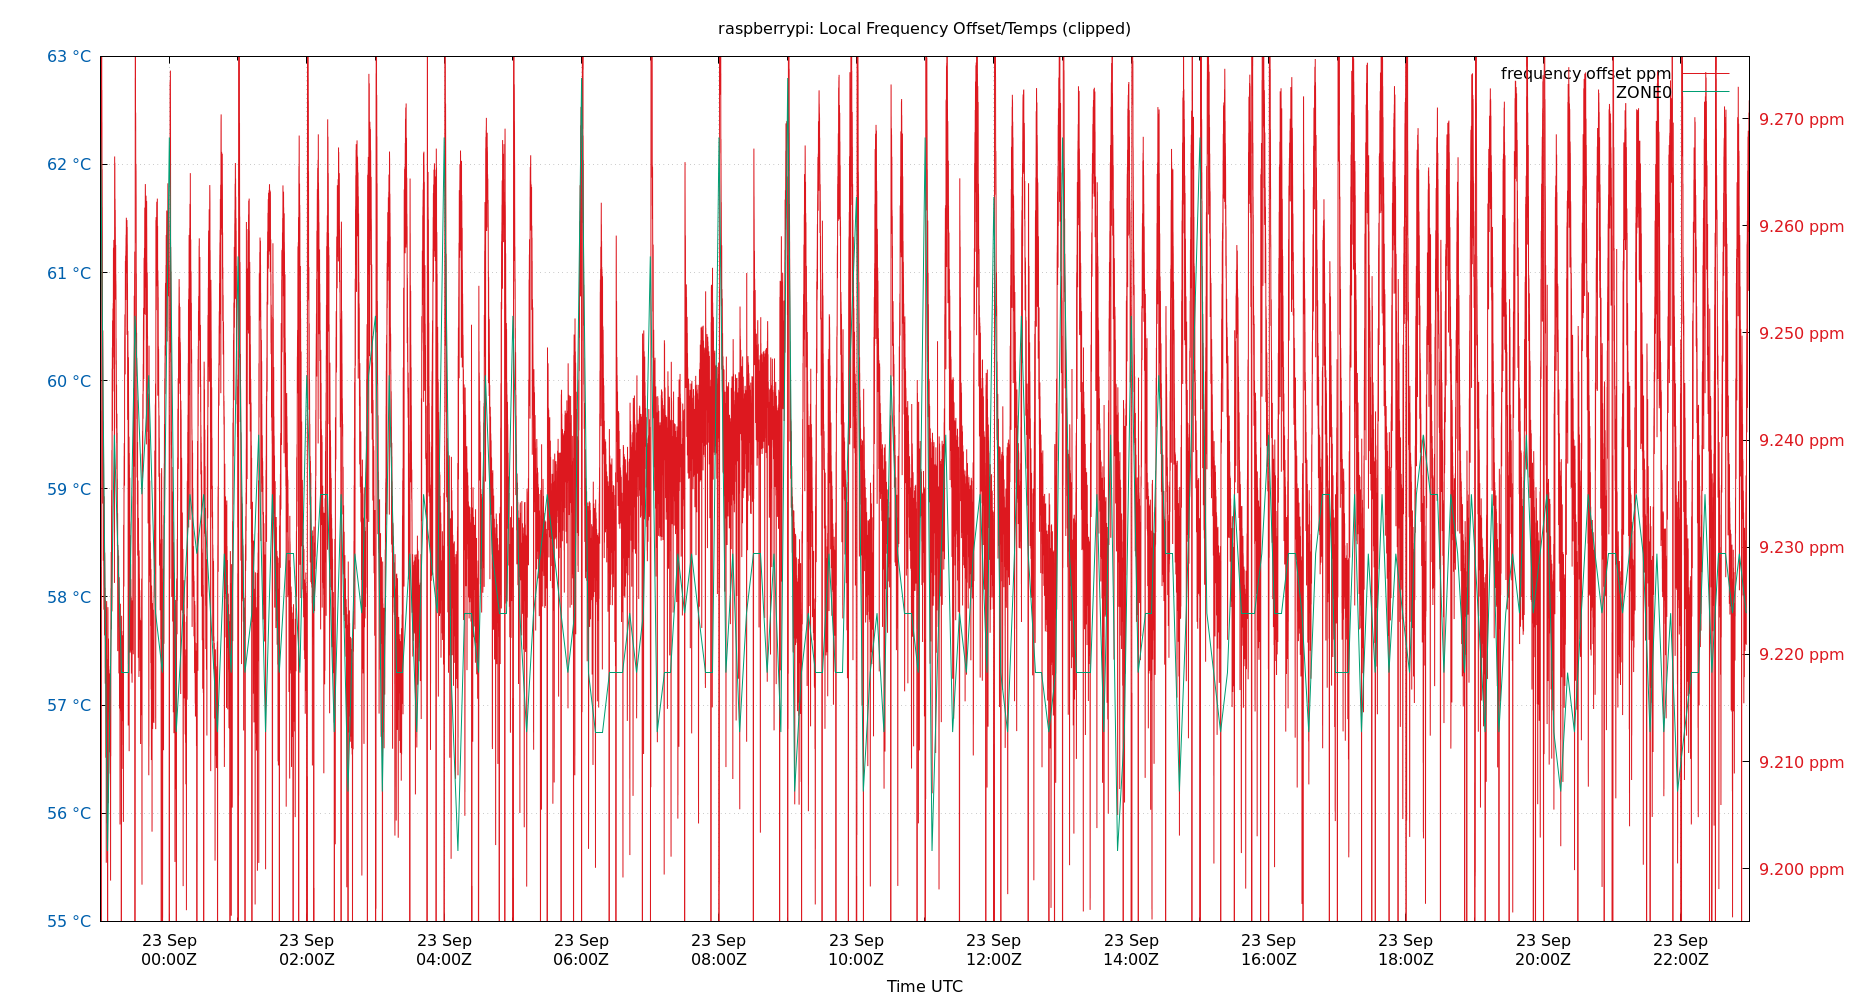 raspberrypi: Local Frequency Offset/Temps (clipped)
63 °C
frequency offset ppm
ZONE0
9.270 ppm
62 °C
9.260 ppm
61 °C
9.250 ppm
60 °C
9.240 ppm
59 °C
9.230 ppm
58 °C
9.220 ppm
57 °C
9.210 ppm
56 °C
9.200 ppm
55 °C
23 Sep 23 Sep 23 Sep 23 Sep 23 Sep 23 Sep 23 Sep 23 Sep 23 Sep 23 Sep 23 Sep 23 Sep
00:00Z 02:00Z 04:00Z 06:00Z 08:00Z 10:00Z 12:00Z 14:00Z 16:00Z 18:00Z 20:00Z 22:00Z
Time UTC